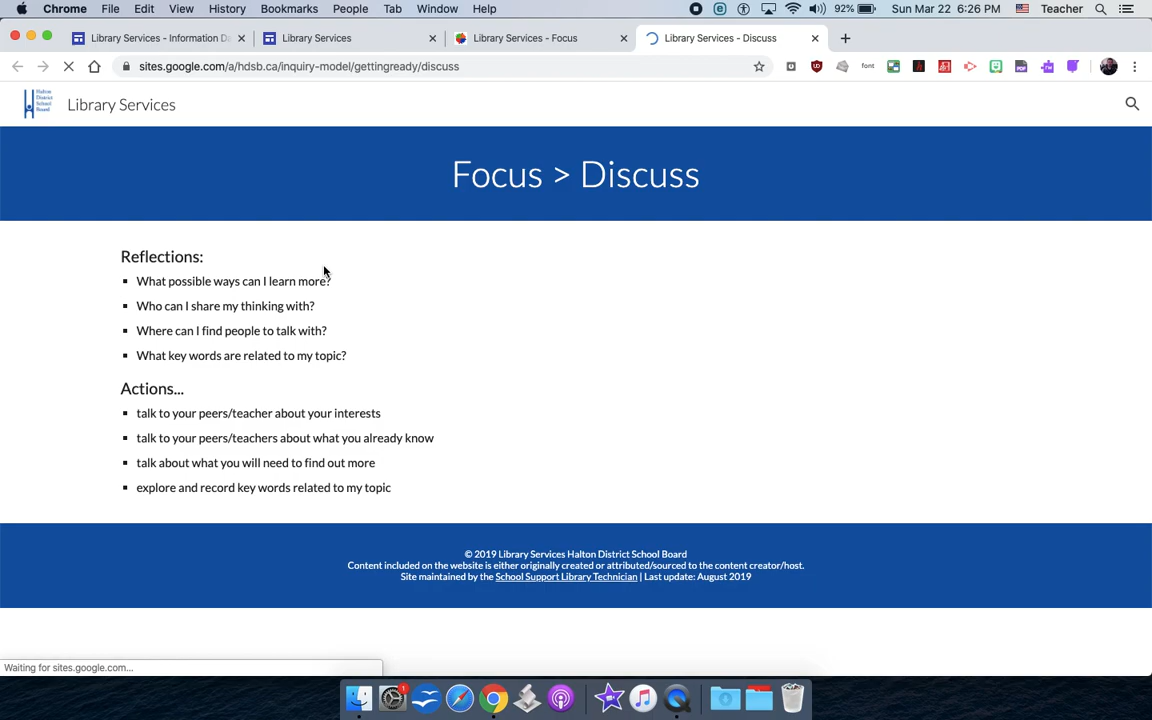 Chrome File Edit View History Bookmarks People Tab Window Help 92% Sun Mar 22 6:26 PM Teacher
Library Services - Information Da Library Services Library Services - Focus Library Services - Discuss
sites.google.com/a/hdsb.ca/inquiry-model/gettingready/discuss font
Halton
District
School
Board
Library Services
Focus > Discuss
Reflections:
What possible ways can I learn more?
Who can I share my thinking with?
Where can I find people to talk with?
What key words are related to my topic?
Actions...
talk to your peers/teacher about your interests
talk to your peers/teachers about what you already know
talk about what you will need to find out more
explore and record key words related to my topic
© 2019 Library Services Halton District School Board
Content included on the website is either originally created or attributed/sourced to the content creator/host.
Site maintained by the School Support Library Technician | Last update: August 2019
Waiting for sites.google.com...
1